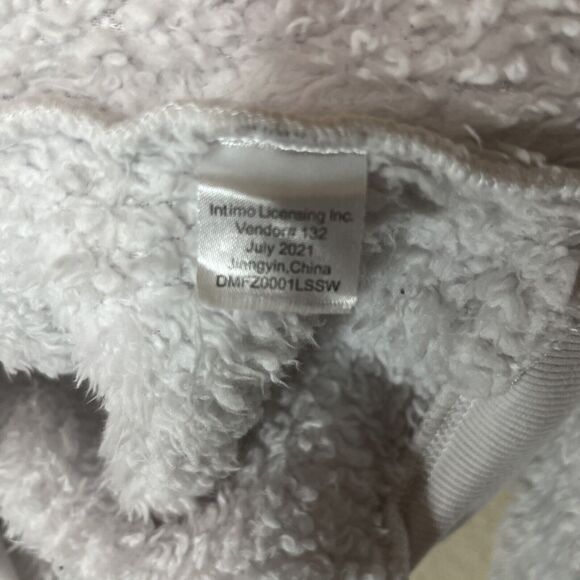 Intimo Licensing Inc.
Vendor# 132
July 2021
Jiangyin,China
DMFZ0001LSSW